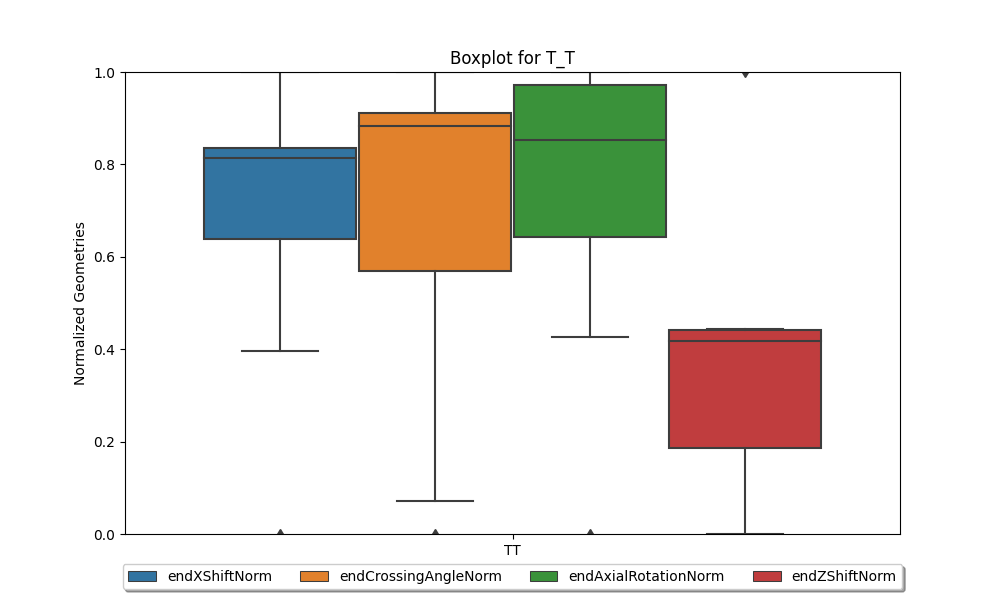 Boxplot for T_T
1.0
0.8
0.6
0.4
0.2
0.0
Normalized Geometries
TT
endXShiftNorm endCrossingAngleNorm endAxialRotationNorm endZShiftNorm